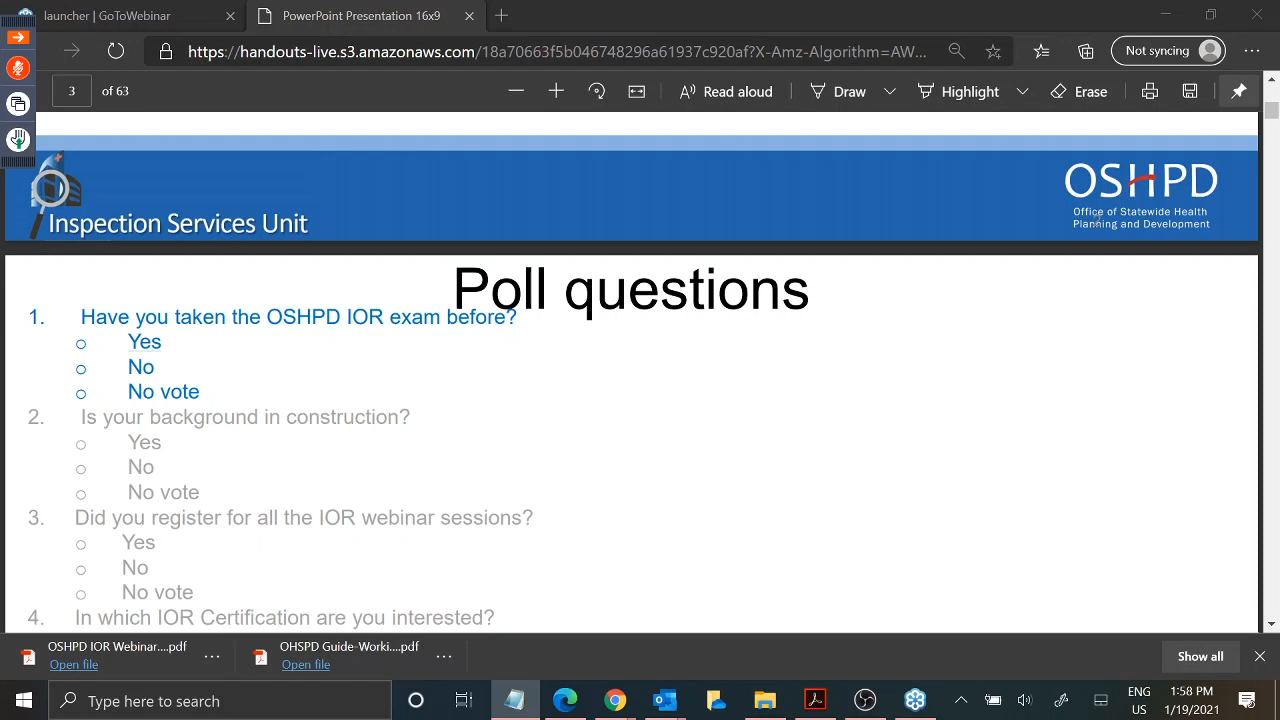 launcher | GoToWebinar
PowerPoint Presentation 16x9
https://handouts-live.s3.amazonaws.com/18a70663f5b046748296a61937c920af?X-Amz-Algorithm=AW...
Not syncing
3 of 63
Read aloud
Draw
Highlight
Erase
Inspection Services Unit
OSHPD
Office of Statewide Health
Planning and Development
Poll questions
1. Have you taken the OSHPD IOR exam before?
o Yes
o No
o No vote
2. Is your background in construction?
o Yes
o No
o No vote
3. Did you register for all the IOR webinar sessions?
o Yes
o No
o No vote
4. In which IOR Certification are you interested?
OSHPD IOR Webinar....pdf
Open file
OHSPD Guide-Worki....pdf
Open file
Show all
Type here to search
ENG
US
1:58 PM
1/19/2021